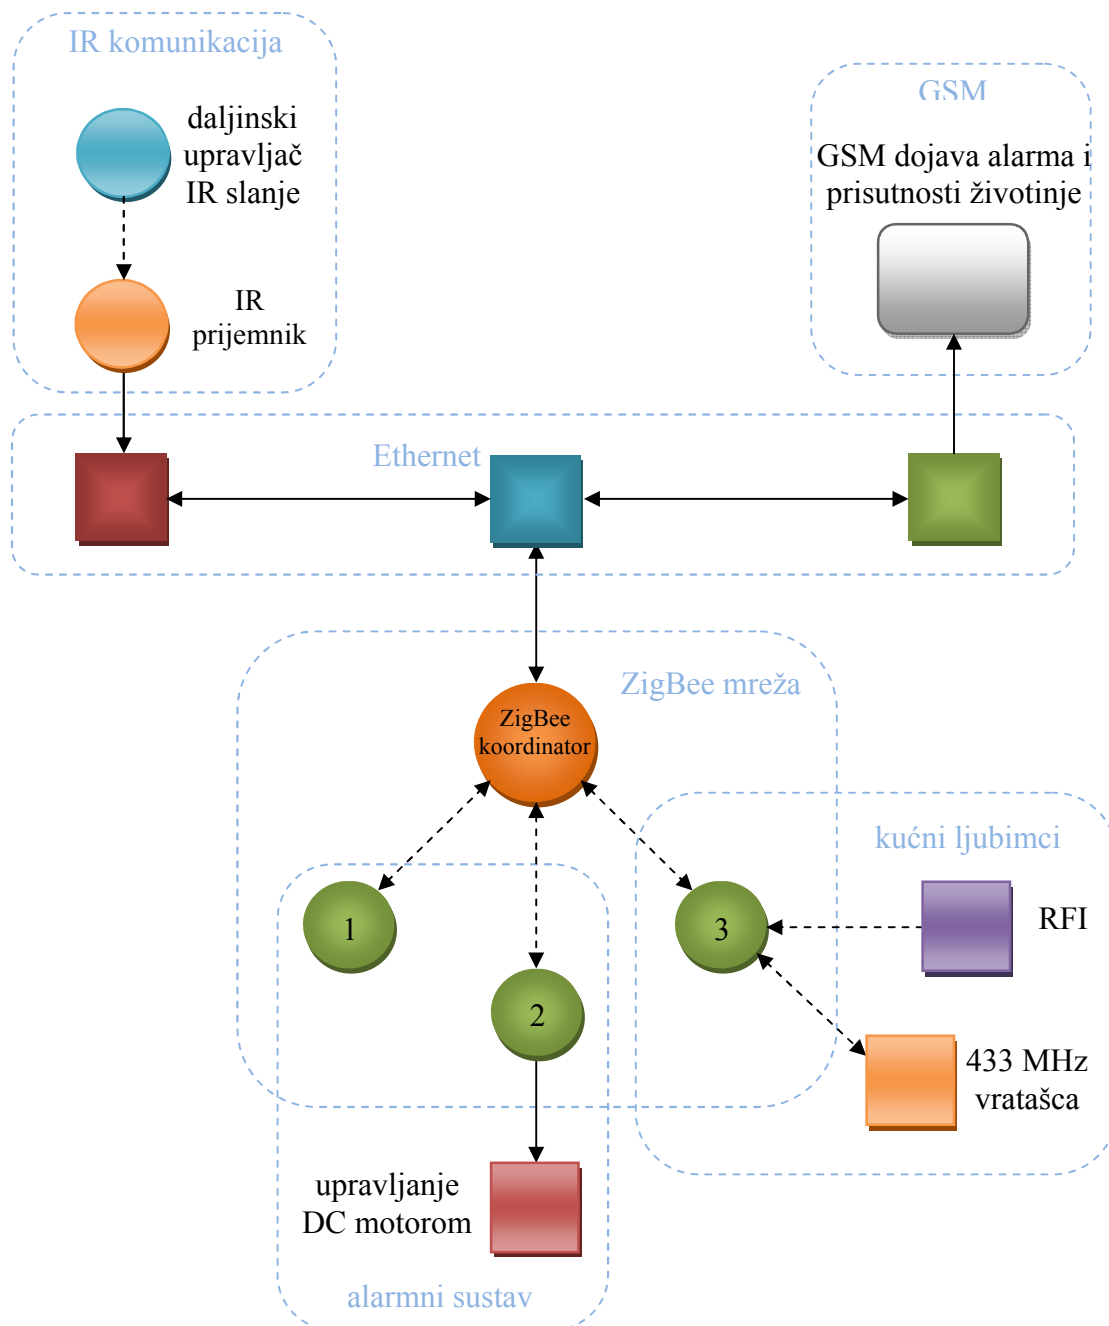 IR komunikacija
daljinski
upravljač
IR slanje
IR
prijemnik
GSM
GSM dojava alarma i
prisutnosti životinje
Ethernet
ZigBee mreža
ZigBee
koordinator
kućni ljubimci
1
2
3
RFI
433 MHz
vratašca
upravljanje
DC motorom
alarmni sustav